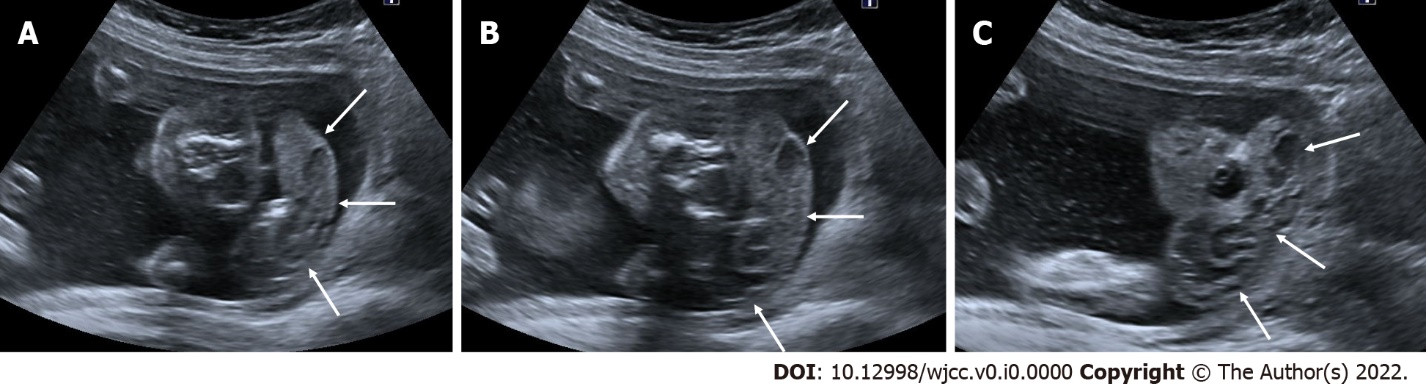 A
B
C
DOI: 10.12998/wjcc.v0.i0.0000 Copyright © The Author(s) 2022.